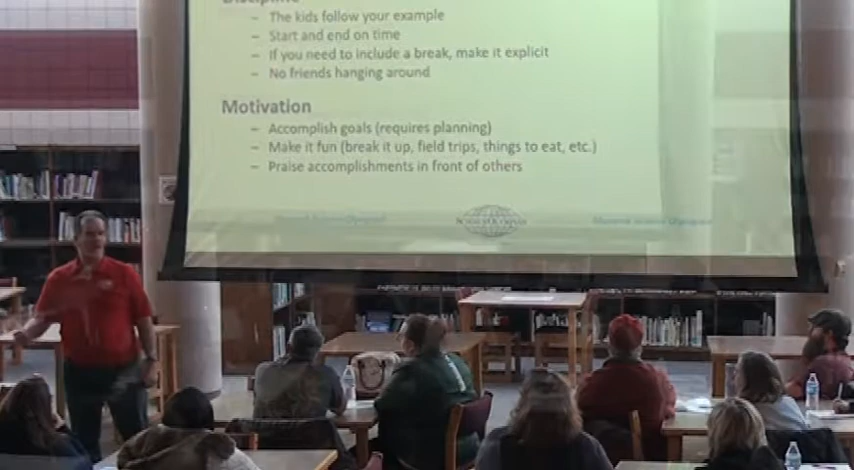 Discipline
– The kids follow your example
– Start and end on time
– If you need to include a break, make it explicit
– No friends hanging around
Motivation
– Accomplish goals (requires planning)
– Make it fun (break it up, field trips, things to eat, etc.)
– Praise accomplishments in front of others